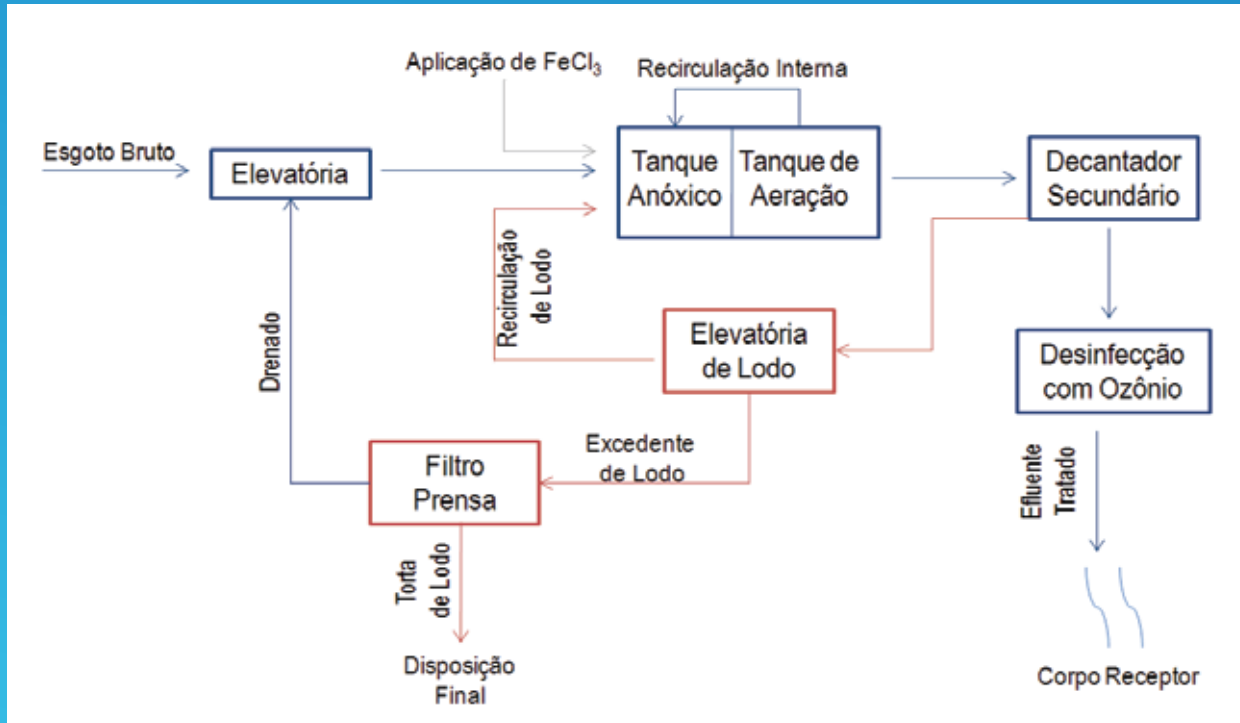 Aplicação de FeCl₃
Recirculação Interna
Esgoto Bruto
Elevatória
Tanque
Anóxico
Tanque de
Aeração
Decantador
Secundário
Recirculação
de Lodo
Elevatória
de Lodo
Desinfecção
com Ozônio
Drenado
Excedente
de Lodo
Filtro
Prensa
Efluente
Tratado
Torta
de Lodo
Disposição
Final
Corpo Receptor